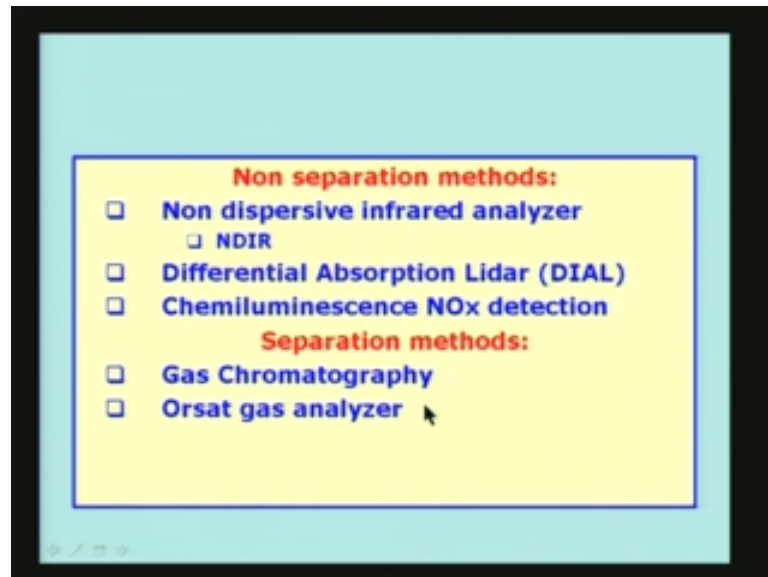 Non separation methods:
Non dispersive infrared analyzer
NDIR
Differential Absorption Lidar (DIAL)
Chemiluminescence NOx detection
Separation methods:
Gas Chromatography
Orsat gas analyzer